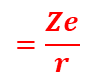 = Ze/r